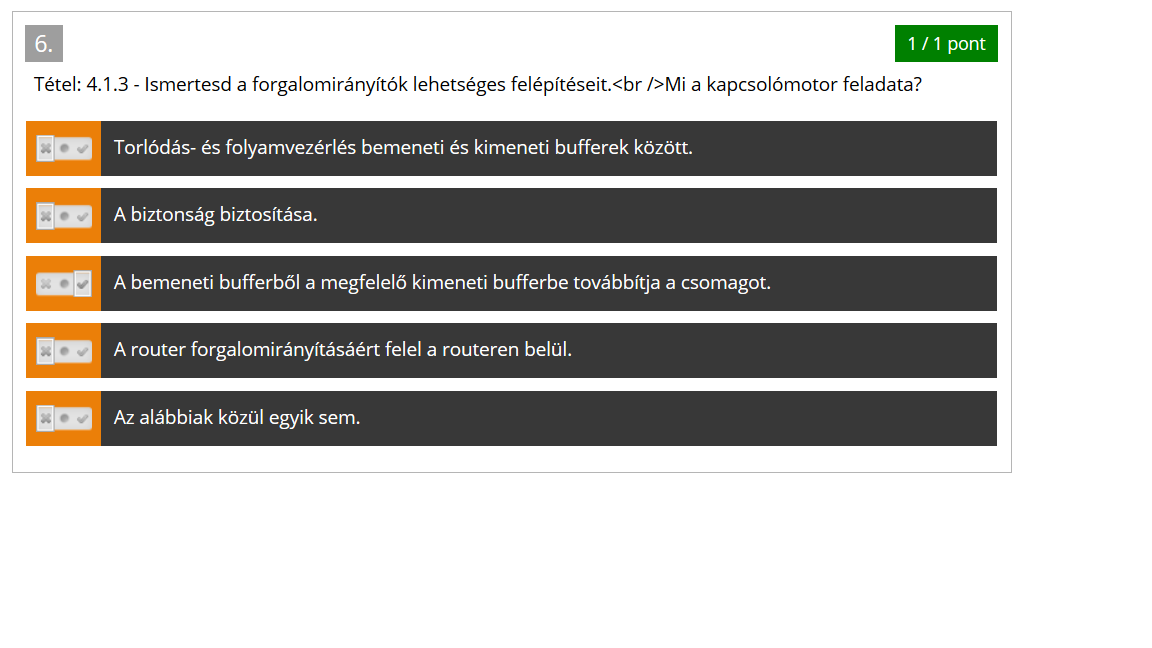 6.
1 / 1 pont
Tétel: 4.1.3 - Ismertesd a forgalomirányítók lehetséges felépítéseit.<br />Mi a kapcsolómotor feladata?
Torlódás- és folyamvezérlés bemeneti és kimeneti bufferek között.
A biztonság biztosítása.
A bemeneti bufferből a megfelelő kimeneti bufferbe továbbítja a csomagot.
A router forgalomirányításáért felel a routeren belül.
Az alábbiak közül egyik sem.